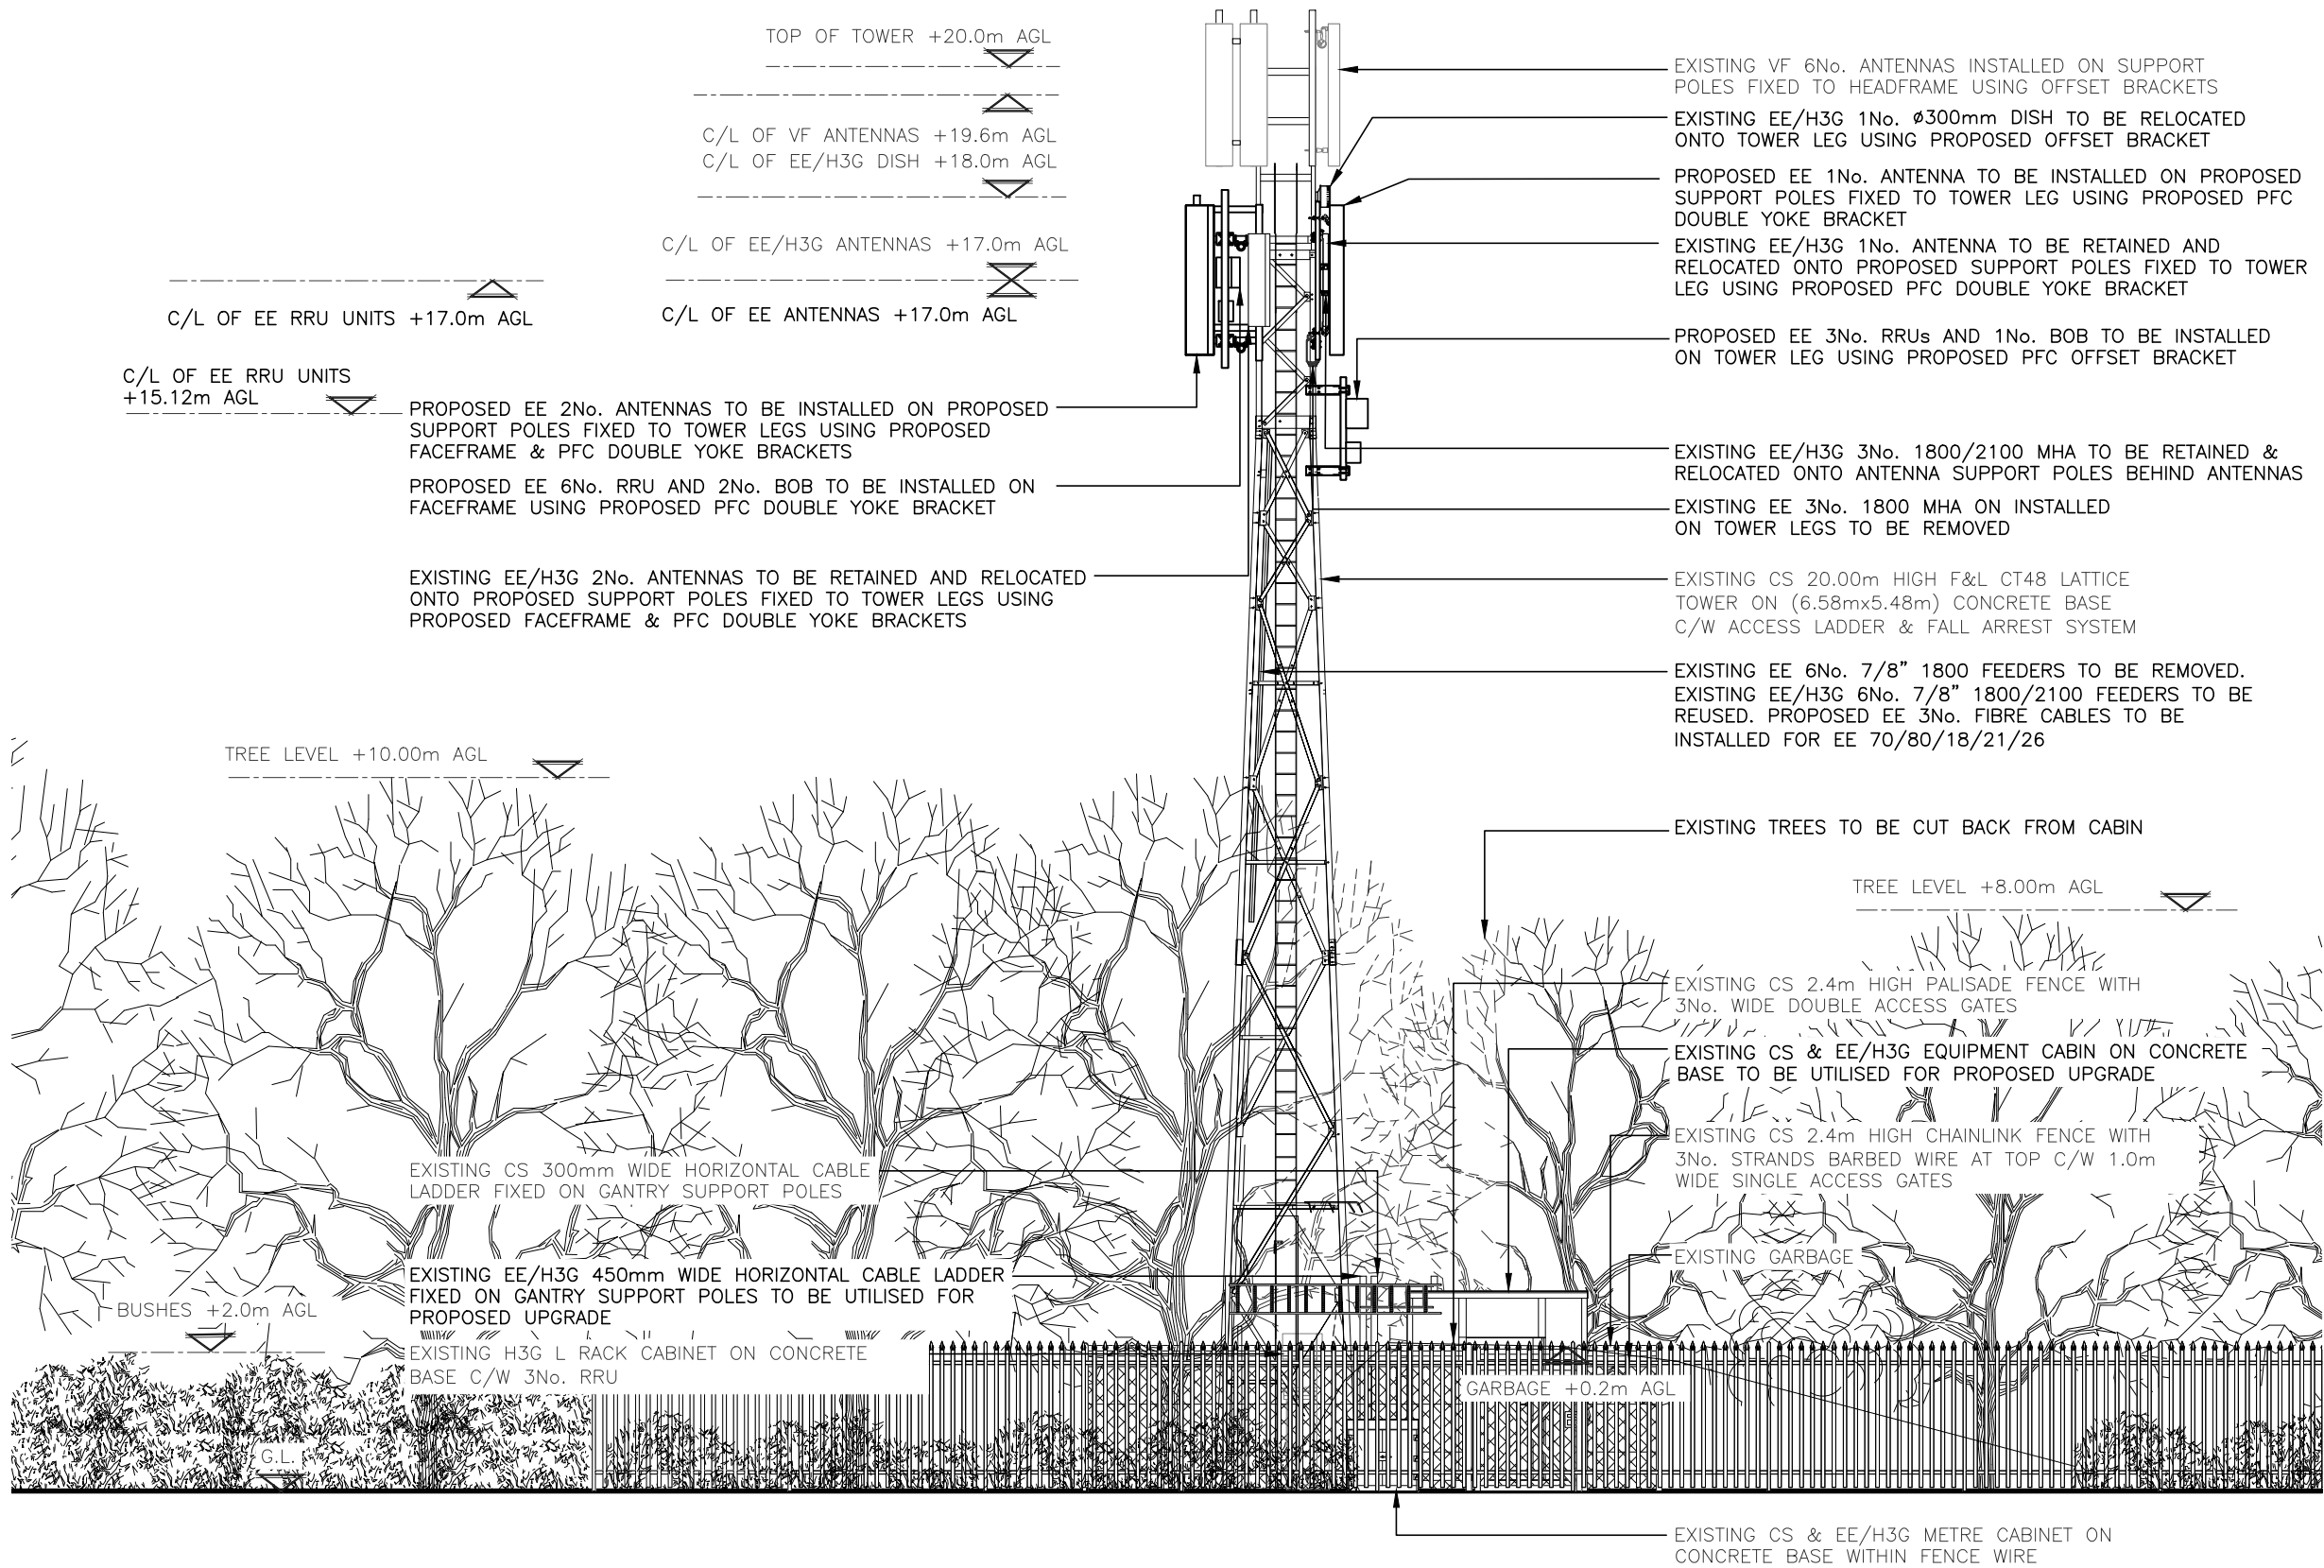 TOP OF TOWER +20.0m AGL
C/L OF VF ANTENNAS +19.6m AGL
C/L OF EE/H3G DISH +18.0m AGL
C/L OF EE/H3G ANTENNAS +17.0m AGL
C/L OF EE ANTENNAS +17.0m AGL
C/L OF EE RRU UNITS +17.0m AGL
C/L OF EE RRU UNITS
+15.12m AGL
PROPOSED EE 2No. ANTENNAS TO BE INSTALLED ON PROPOSED
SUPPORT POLES FIXED TO TOWER LEGS USING PROPOSED
FACEFRAME & PFC DOUBLE YOKE BRACKETS
PROPOSED EE 6No. RRU AND 2No. BOB TO BE INSTALLED ON
FACEFRAME USING PROPOSED PFC DOUBLE YOKE BRACKET
EXISTING EE/H3G 2No. ANTENNAS TO BE RETAINED AND RELOCATED
ONTO PROPOSED SUPPORT POLES FIXED TO TOWER LEGS USING
PROPOSED FACEFRAME & PFC DOUBLE YOKE BRACKETS
TREE LEVEL +10.00m AGL
EXISTING CS 300mm WIDE HORIZONTAL CABLE
LADDER FIXED ON GANTRY SUPPORT POLES
EXISTING EE/H3G 450mm WIDE HORIZONTAL CABLE LADDER
FIXED ON GANTRY SUPPORT POLES TO BE UTILISED FOR
PROPOSED UPGRADE
BUSHES +2.0m AGL
EXISTING H3G L RACK CABINET ON CONCRETE
BASE C/W 3No. RRU
G.L.
EXISTING VF 6No. ANTENNAS INSTALLED ON SUPPORT
POLES FIXED TO HEADFRAME USING OFFSET BRACKETS
EXISTING EE/H3G 1No. ø300mm DISH TO BE RELOCATED
ONTO TOWER LEG USING PROPOSED OFFSET BRACKET
PROPOSED EE 1No. ANTENNA TO BE INSTALLED ON PROPOSED
SUPPORT POLES FIXED TO TOWER LEG USING PROPOSED PFC
DOUBLE YOKE BRACKET
EXISTING EE/H3G 1No. ANTENNA TO BE RETAINED AND
RELOCATED ONTO PROPOSED SUPPORT POLES FIXED TO TOWER
LEG USING PROPOSED PFC DOUBLE YOKE BRACKET
PROPOSED EE 3No. RRUs AND 1No. BOB TO BE INSTALLED
ON TOWER LEG USING PROPOSED PFC OFFSET BRACKET
EXISTING EE/H3G 3No. 1800/2100 MHA TO BE RETAINED &
RELOCATED ONTO ANTENNA SUPPORT POLES BEHIND ANTENNAS
EXISTING EE 3No. 1800 MHA ON INSTALLED
ON TOWER LEGS TO BE REMOVED
EXISTING CS 20.00m HIGH F&L CT48 LATTICE
TOWER ON (6.58mx5.48m) CONCRETE BASE
C/W ACCESS LADDER & FALL ARREST SYSTEM
EXISTING EE 6No. 7/8” 1800 FEEDERS TO BE REMOVED.
EXISTING EE/H3G 6No. 7/8” 1800/2100 FEEDERS TO BE
REUSED. PROPOSED EE 3No. FIBRE CABLES TO BE
INSTALLED FOR EE 70/80/18/21/26
EXISTING TREES TO BE CUT BACK FROM CABIN
TREE LEVEL +8.00m AGL
EXISTING CS 2.4m HIGH PALISADE FENCE WITH
3No. WIDE DOUBLE ACCESS GATES
EXISTING CS & EE/H3G EQUIPMENT CABIN ON CONCRETE
BASE TO BE UTILISED FOR PROPOSED UPGRADE
EXISTING CS 2.4m HIGH CHAINLINK FENCE WITH
3No. STRANDS BARBED WIRE AT TOP C/W 1.0m
WIDE SINGLE ACCESS GATES
EXISTING GARBAGE
GARBAGE +0.2m AGL
EXISTING CS & EE/H3G METRE CABINET ON
CONCRETE BASE WITHIN FENCE WIRE